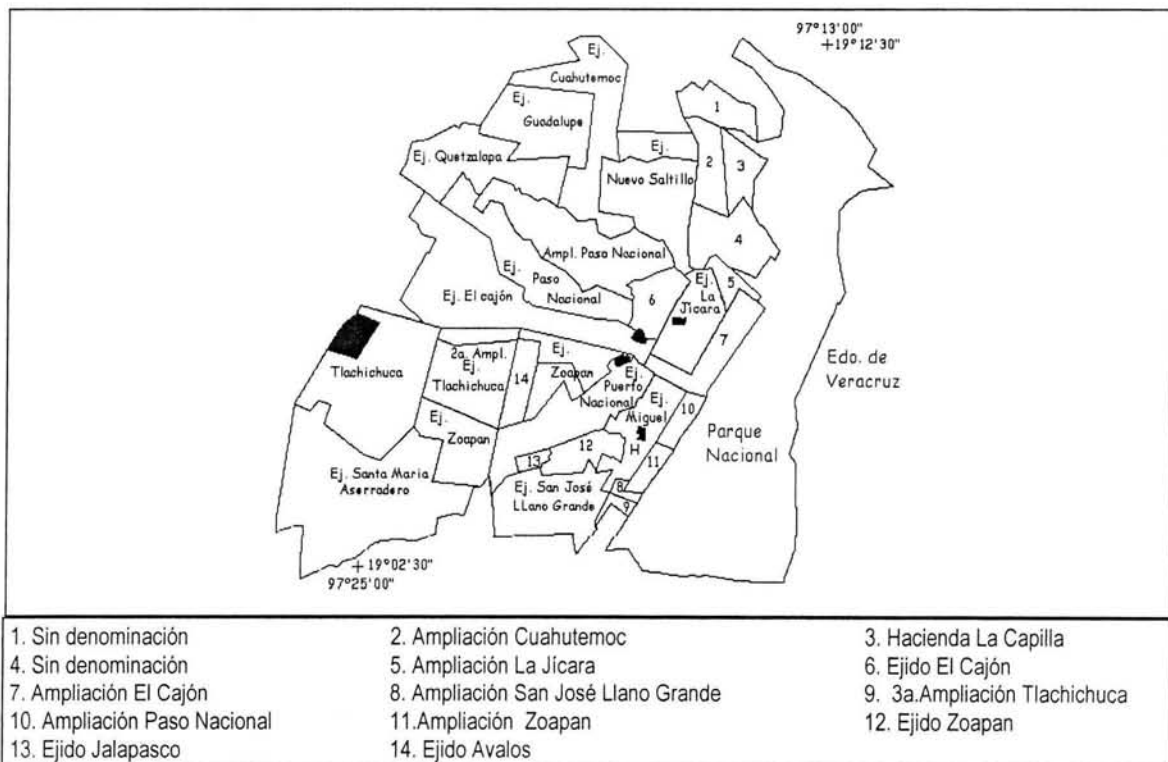 97°13'00"
+19°12'30"
Ej.
Cuahutemoc
Ej.
Guadalupe
1
Ej. Quetzalapa
Ej.
Nuevo Saltillo
2
3
4
Ampl. Paso Nacional
Ej.
Paso
Nacional
Ej. El cajón
6
Ej.
La
Jícara
5
7
Edo. de
Veracruz
Tlachichuca
2a. Ampl.
Ej.
Tlachichuca
14
Ej.
Zoapan
Ej.
Puerto
Nacional
Ej.
Miguel
H
10
11
Parque
Nacional
Ej.
Zoapan
12
13
Ej. Santa Maria
Aserradero
Ej. San José
LLano Grande
8
9
+ 19°02'30"
97°25'00"
1. Sin denominación
2. Ampliación Cuahutemoc
3. Hacienda La Capilla
4. Sin denominación
5. Ampliación La Jícara
6. Ejido El Cajón
7. Ampliación El Cajón
8. Ampliación San José Llano Grande
9. 3a.Ampliación Tlachichuca
10. Ampliación Paso Nacional
11.Ampliación Zoapan
12. Ejido Zoapan
13. Ejido Jalapasco
14. Ejido Avalos